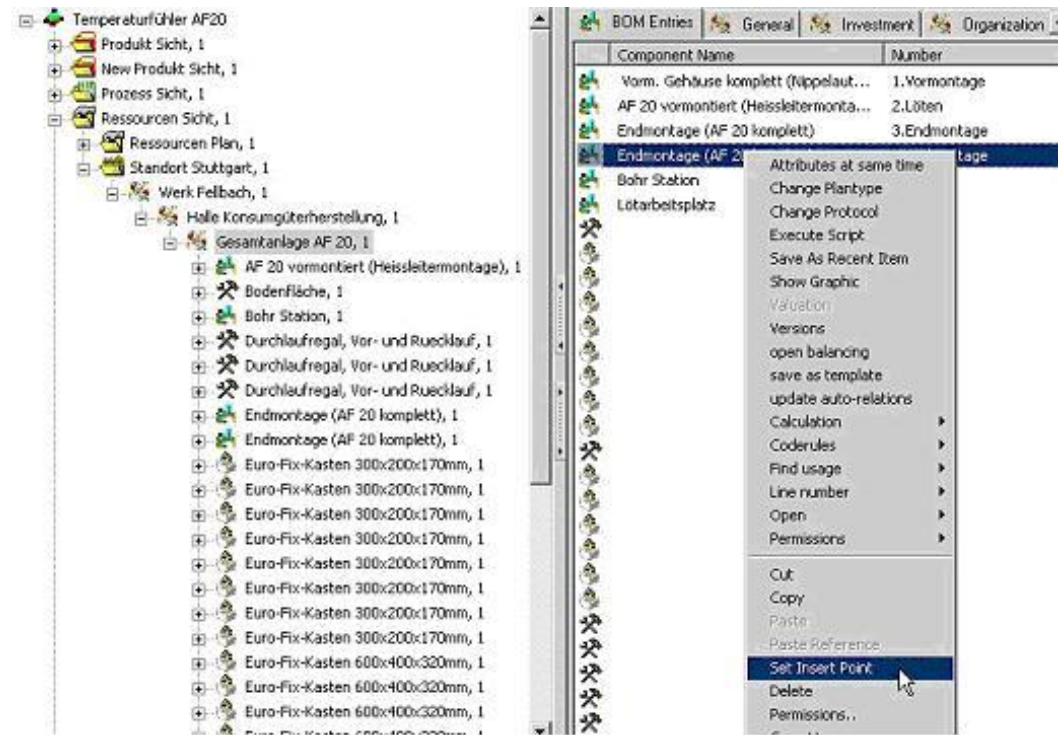 Temperaturfühler AF20
Produkt Sicht, 1
New Produkt Sicht, 1
Prozess Sicht, 1
Ressourcen Sicht, 1
Ressourcen Plan, 1
Standort Stuttgart, 1
Werk Fellbach, 1
Halle Konsumgüterherstellung, 1
Gesamtanlage AF 20, 1
AF 20 vormontiert (Heissleitermontage), 1
Bodenfläche, 1
Bohr Station, 1
Durchlaufregal, Vor- und Ruecklauf, 1
Durchlaufregal, Vor- und Ruecklauf, 1
Durchlaufregal, Vor- und Ruecklauf, 1
Endmontage (AF 20 komplett), 1
Endmontage (AF 20 komplett), 1
Euro-Fix-Kasten 300x200x170mm, 1
Euro-Fix-Kasten 300x200x170mm, 1
Euro-Fix-Kasten 300x200x170mm, 1
Euro-Fix-Kasten 300x200x170mm, 1
Euro-Fix-Kasten 300x200x170mm, 1
Euro-Fix-Kasten 300x200x170mm, 1
Euro-Fix-Kasten 300x200x170mm, 1
Euro-Fix-Kasten 300x200x170mm, 1
Euro-Fix-Kasten 600x400x320mm, 1
Euro-Fix-Kasten 600x400x320mm, 1
Euro-Fix-Kasten 600x400x320mm, 1
BOM Entries General Investment Organization
Component Name Number
Vorm. Gehäuse komplett (Nippelaut... 1.Vormontage
AF 20 vormontiert (Heissleitermonta... 2.Löten
Endmontage (AF 20 komplett) 3.Endmontage
Endmontage (AF 2 tage
Bohr Station
Lötarbeitsplatz
Attributes at same time
Change Plantype
Change Protocol
Execute Script
Save As Recent Item
Show Graphic
Valuation
Versions
open balancing
save as template
update auto-relations
Calculation
Coderules
Find usage
Line number
Open
Permissions
Cut
Copy
Paste
Paste Reference
Set Insert Point
Delete
Permissions..